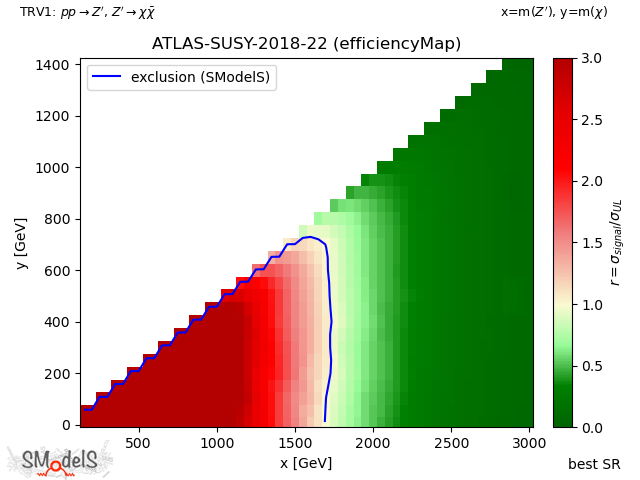 TRV1: pp → Z′, Z′ → χχ̄
x=m(Z′), y=m(χ)
ATLAS-SUSY-2018-22 (efficiencyMap)
exclusion (SModelS)
1400
1200
1000
800
600
400
200
0
y [GeV]
500
1000
1500
2000
2500
3000
x [GeV]
3.0
2.5
2.0
1.5
1.0
0.5
0.0
r = σsignal/σUL
SModelS
best SR